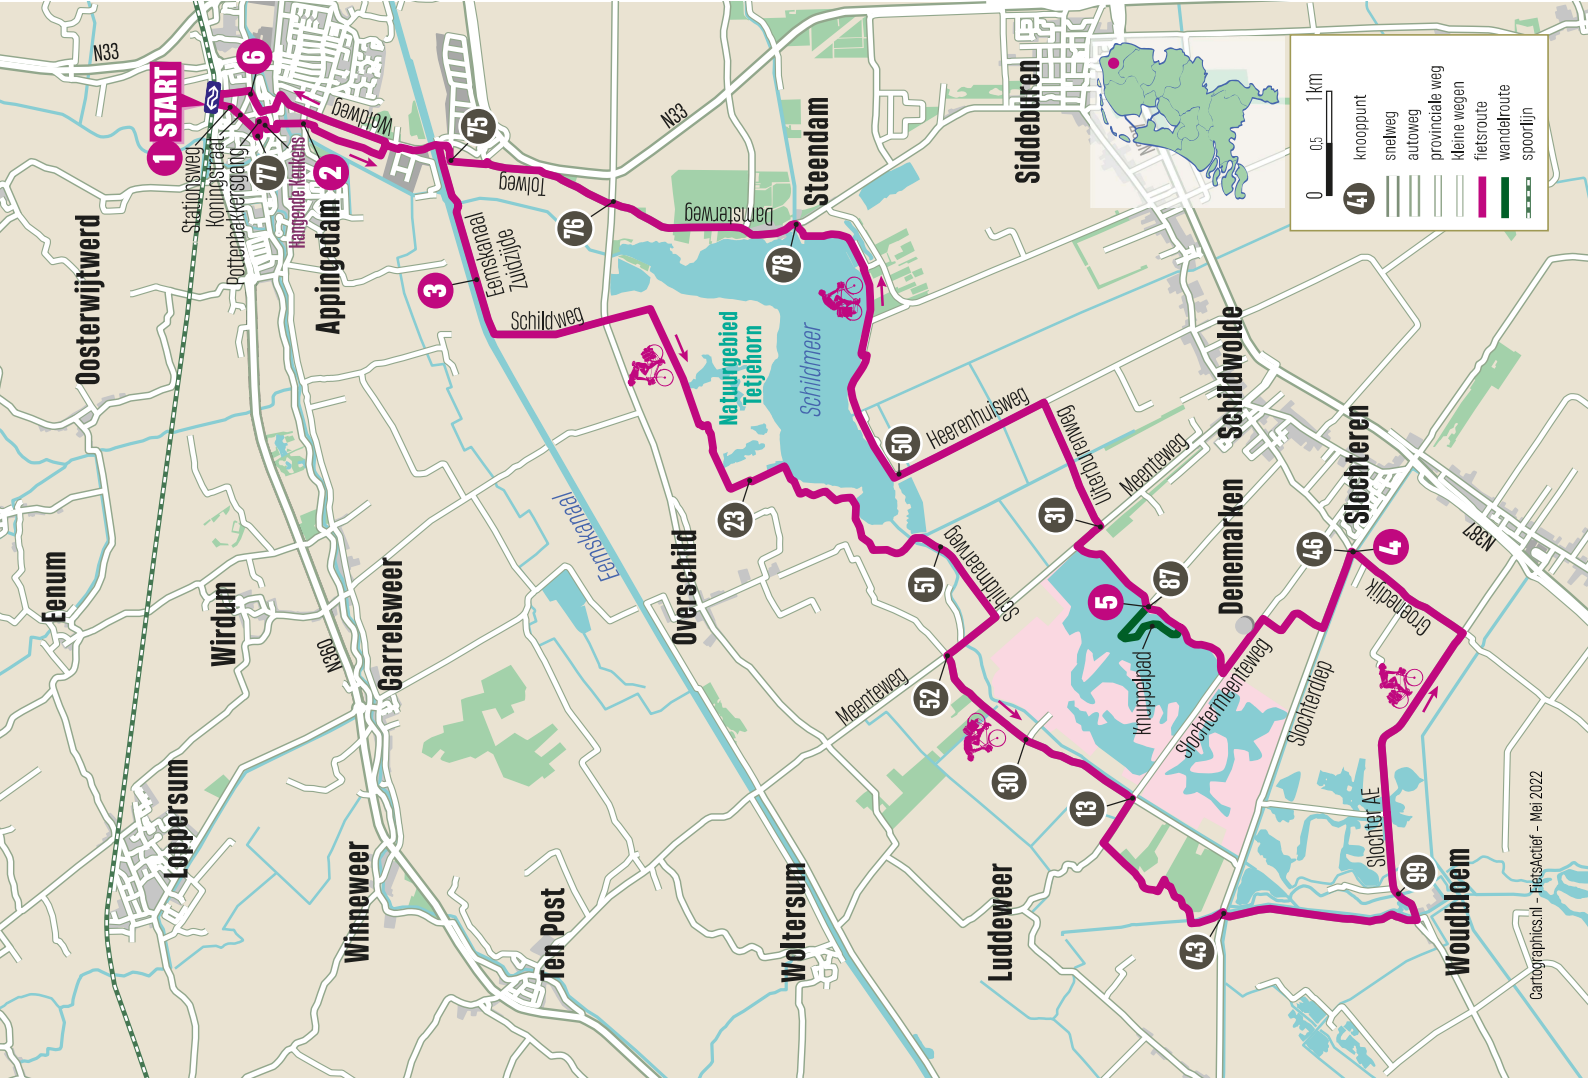 N33
1 START
6
Stationsweg
Koningstraat
Pottenbakkersgang
77
Hangende Keukens
2
Appingedam
Woldweg
75
N33
Oosterwijtwerd
3
Eemskanaal
Zuidzijde
Tolweg
76
Damsterweg
78
Steendam
Siddeburen
Schildweg
Natuurgebied
Tetjehorn
Schildmeer
Eenum
Wirdum
N360
Garrelsweer
Eemskanaal
Overschild
23
50
Heerenhuisweg
51
Schildmaarweg
Uiterburenweg
31
Meenteweg
Schildwolde
Denemarken
Slochteren
46
4
N387
Groenedijk
5
87
Knuppelpad
Slochtermeenteweg
Slochterdiep
52
Meenteweg
30
13
Loppersum
Winneweer
Ten Post
Woltersum
Luddeweer
43
Slochter AE
99
Woudbloem
0 0,5 1 km
41 knooppunt
snelweg
autoweg
provinciale weg
kleine wegen
fietsroute
wandelroute
spoorlijn
Cartographics.nl – FietsActief – Mei 2022